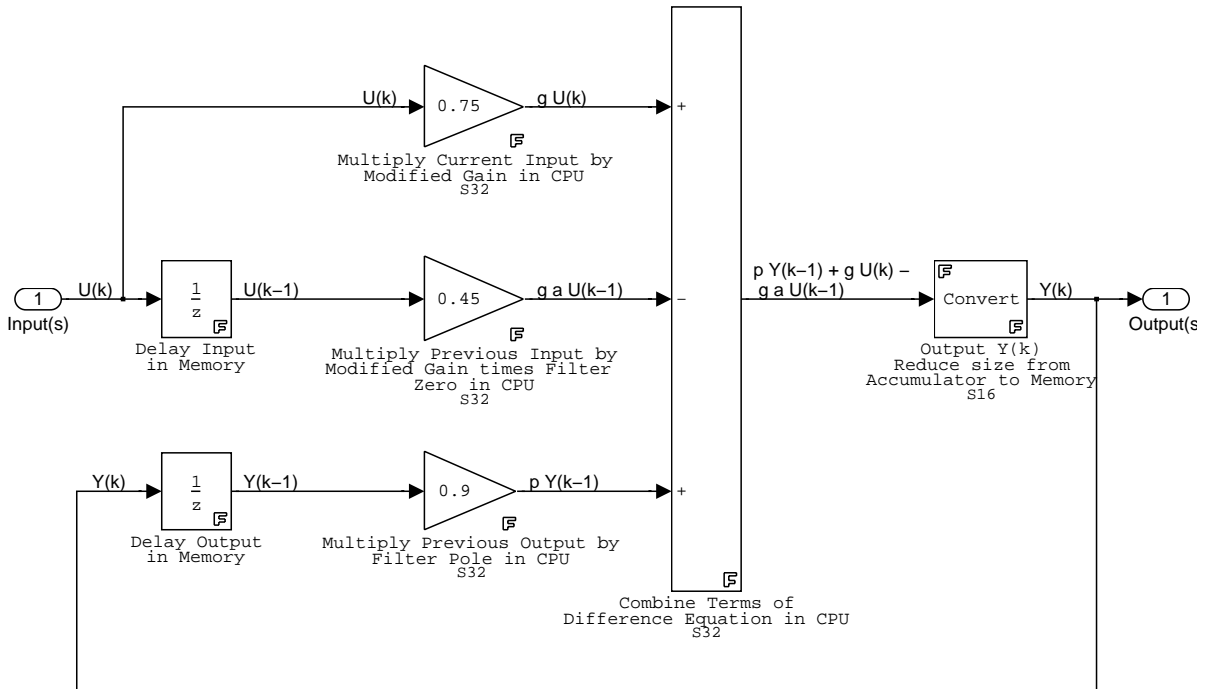 U(k)
0.75
g U(k)
+
F
Multiply Current Input by
Modified Gain in CPU
S32
1
Input(s)
U(k)
1
z
F
Delay Input
in Memory
U(k−1)
0.45
g a U(k−1)
−
F
Multiply Previous Input by
Modified Gain times Filter
Zero in CPU
S32
p Y(k−1) + g U(k) −
g a U(k−1)
F
Convert
F
Output Y(k)
Reduce size from
Accumulator to Memory
S16
Y(k)
1
Output(s
Y(k)
1
z
F
Delay Output
in Memory
Y(k−1)
0.9
p Y(k−1)
+
F
Multiply Previous Output by
Filter Pole in CPU
S32
F
Combine Terms of
Difference Equation in CPU
S32